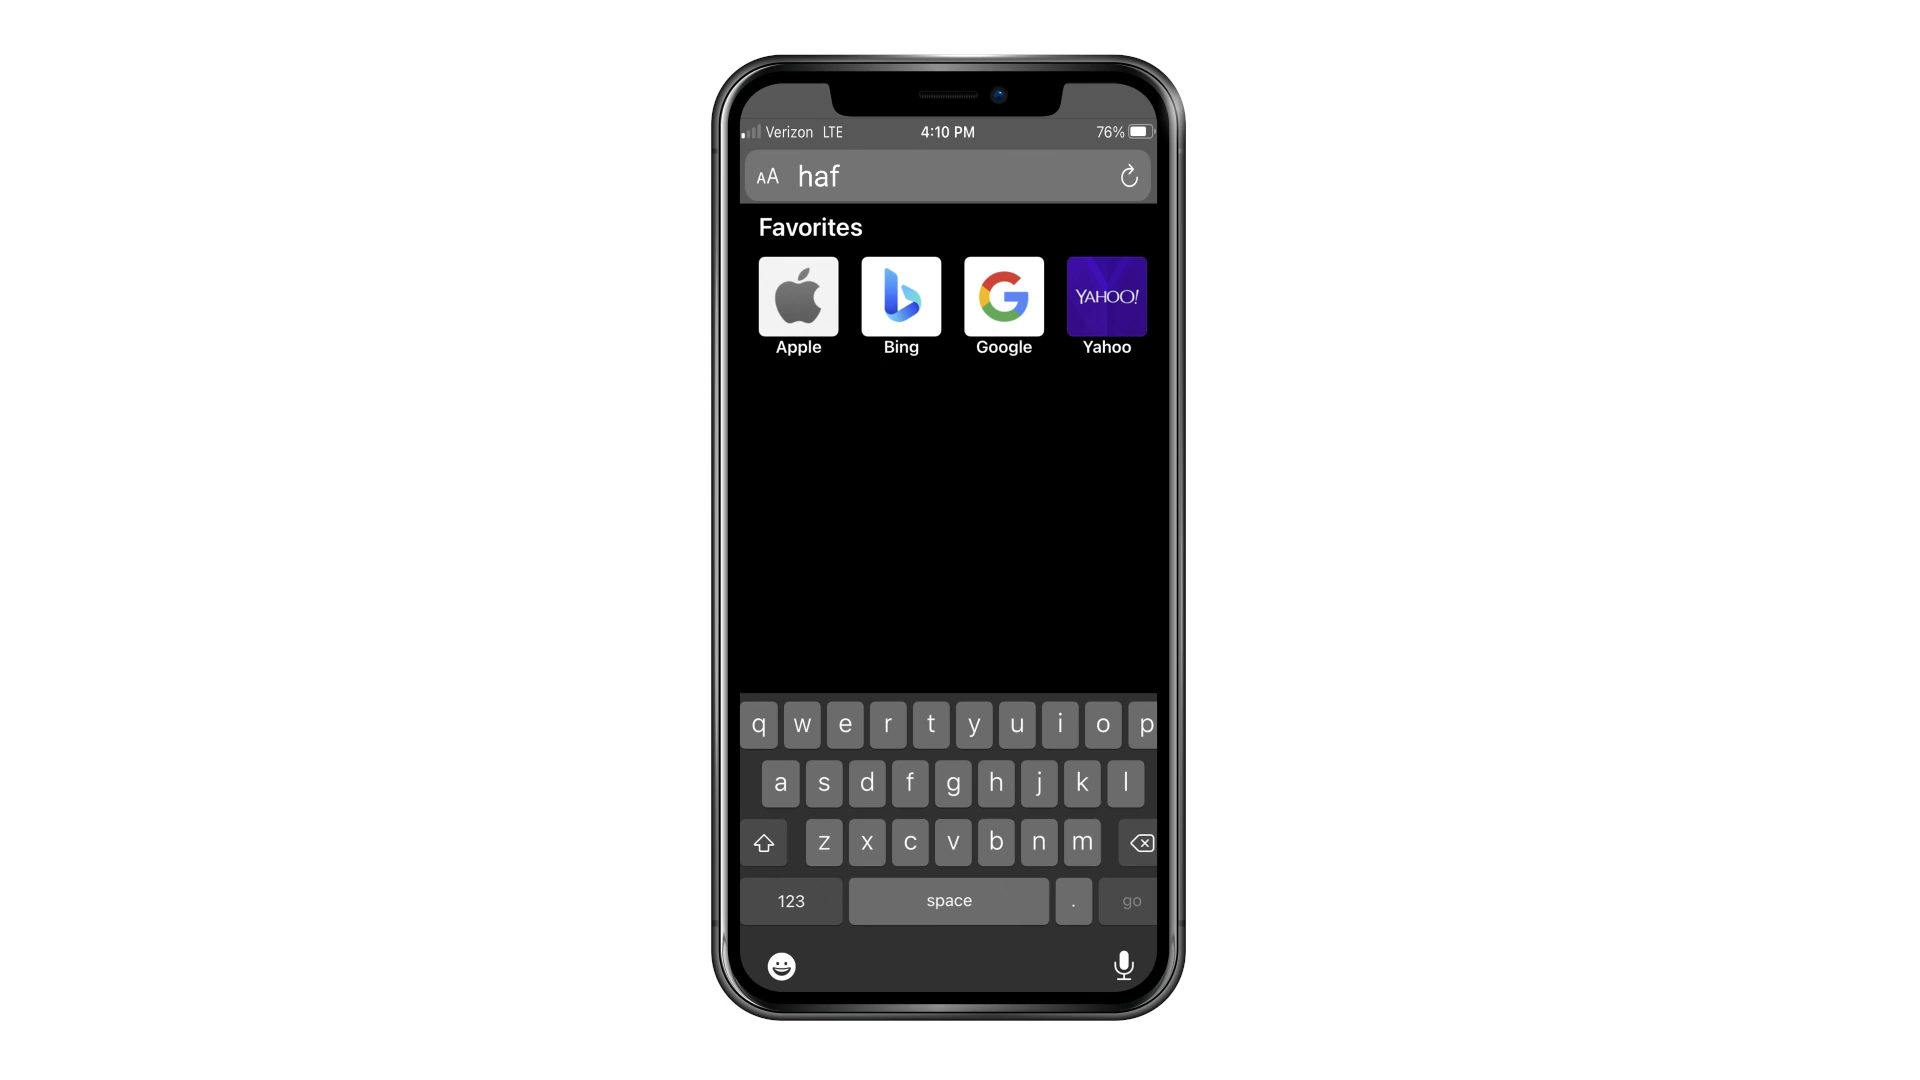 Verizon LTE 4:10 PM 76%
AA haf
Favorites
YAHOO!
Apple Bing Google Yahoo
q w e r t y u i o p
a s d f g h j k l
z x c v b n m
123 space . go